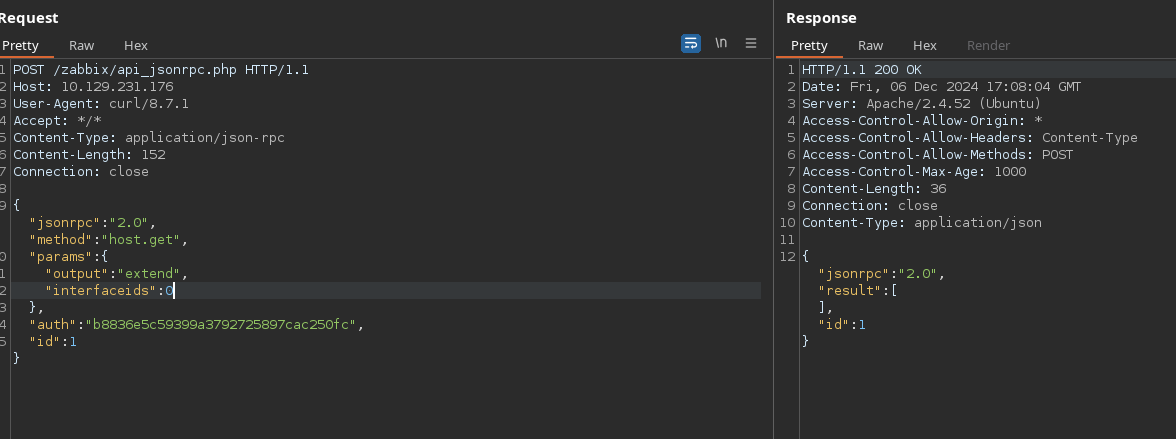 Request
Pretty Raw Hex \n
1 POST /zabbix/api_jsonrpc.php HTTP/1.1
2 Host: 10.129.231.176
3 User-Agent: curl/8.7.1
4 Accept: */*
5 Content-Type: application/json-rpc
6 Content-Length: 152
7 Connection: close
8
9 {
"jsonrpc":"2.0",
"method":"host.get",
0 "params":{
1 "output":"extend",
2 "interfaceids":0
3 },
4 "auth":"b8836e5c59399a3792725897cac250fc",
5 "id":1
}
Response
Pretty Raw Hex Render
1 HTTP/1.1 200 OK
2 Date: Fri, 06 Dec 2024 17:08:04 GMT
3 Server: Apache/2.4.52 (Ubuntu)
4 Access-Control-Allow-Origin: *
5 Access-Control-Allow-Headers: Content-Type
6 Access-Control-Allow-Methods: POST
7 Access-Control-Max-Age: 1000
8 Content-Length: 36
9 Connection: close
10 Content-Type: application/json
11
12 {
"jsonrpc":"2.0",
"result":[
],
"id":1
}